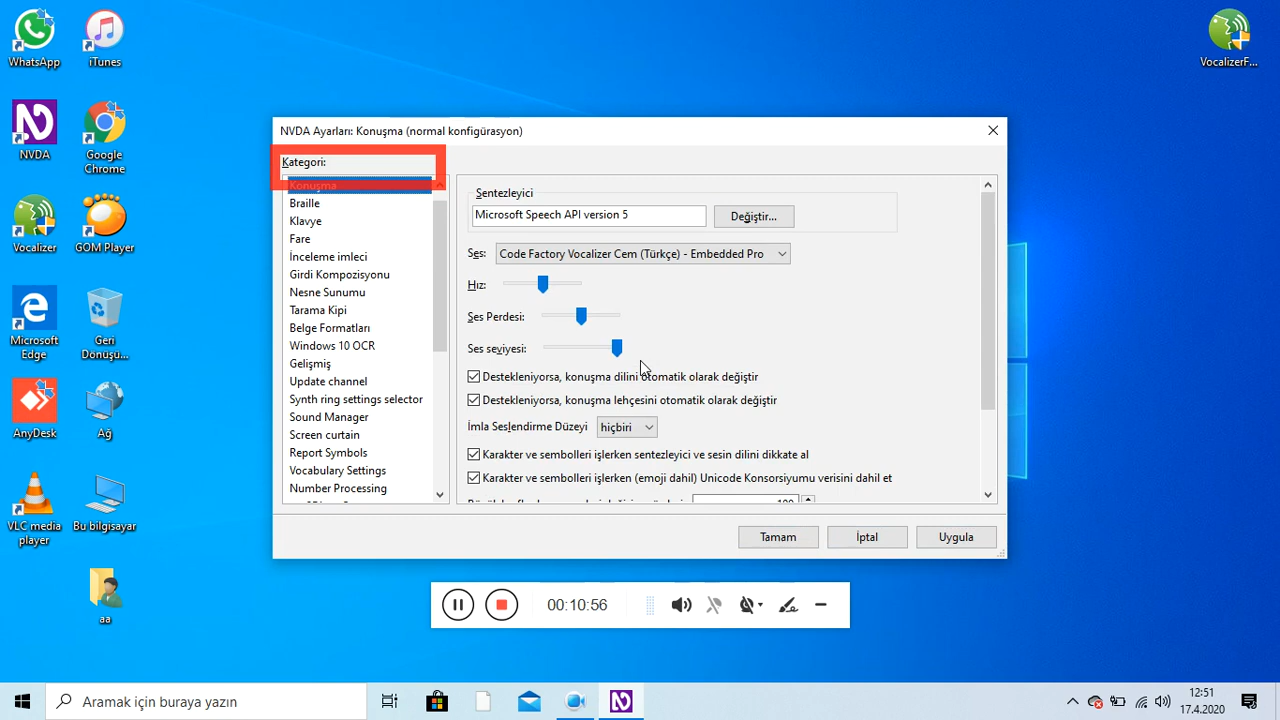 WhatsApp
iTunes
NVDA
Google
Chrome
Vocalizer
GOM Player
Microsoft
Edge
Geri
Dönüşü...
AnyDesk
Ağ
VLC media
player
Bu bilgisayar
aa
VocalizerF...
NVDA Ayarları: Konuşma (normal konfigürasyon)
Kategori:
Konuşma
Braille
Klavye
Fare
İnceleme imleci
Girdi Kompozisyonu
Nesne Sunumu
Tarama Kipi
Belge Formatları
Windows 10 OCR
Gelişmiş
Update channel
Synth ring settings selector
Sound Manager
Screen curtain
Report Symbols
Vocabulary Settings
Number Processing
Sentezleyici
Microsoft Speech API version 5
Değiştir...
Ses:
Code Factory Vocalizer Cem (Türkçe) - Embedded Pro
Hız:
Ses Perdesi:
Ses seviyesi:
Destekleniyorsa, konuşma dilini otomatik olarak değiştir
Destekleniyorsa, konuşma lehçesini otomatik olarak değiştir
İmla Seslendirme Düzeyi
hiçbiri
Karakter ve sembolleri işlerken sentezleyici ve sesin dilini dikkate al
Karakter ve sembolleri işlerken (emoji dahil) Unicode Konsorsiyumu verisini dahil et
100
Tamam
İptal
Uygula
00:10:56
Aramak için buraya yazın
12:51
17.4.2020